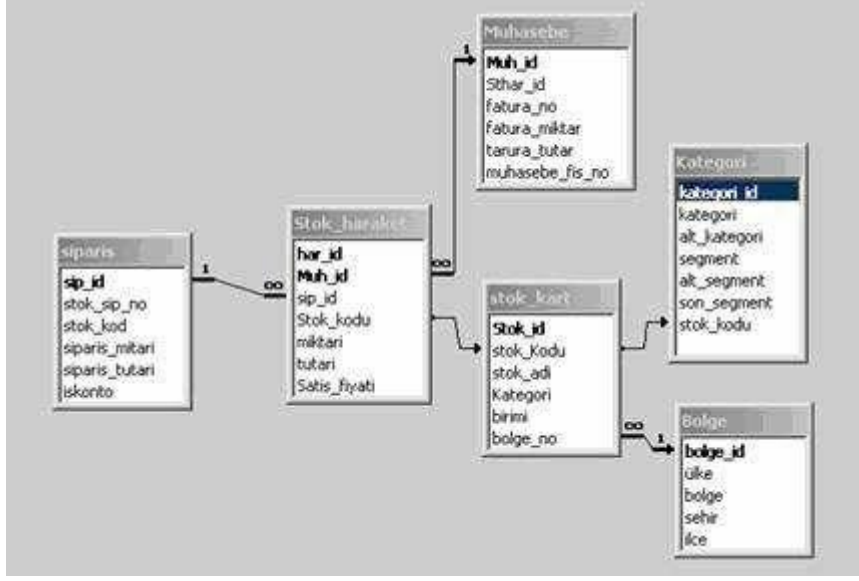 Muhasebe
Muh_id
Sthar_id
fatura_no
fatura_miktar
tarura_tutar
muhasebe_fis_no
Kategori
kategori_id
kategori
alt_kategori
segment
alt_segment
son_segment
stok_kodu
siparis
sip_id
stok_sip_no
stok_kod
siparis_mitari
siparis_tutari
iskonto
Stok_haraket
har_id
Muh_id
sip_id
Stok_kodu
miktari
tutari
Satis_fiyati
stok_kart
Stok_id
stok_Kodu
stok_adi
Kategori
birimi
bolge_no
Bolge
bolge_id
ülke
bolge
sehir
ilce
1
∞
1
∞
∞
1